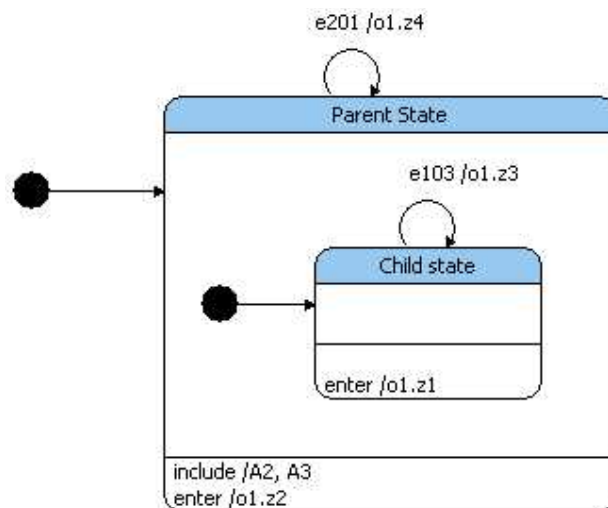 e201 /o1.z4
Parent State
e103 /o1.z3
Child state
enter /o1.z1
include /A2, A3
enter /o1.z2